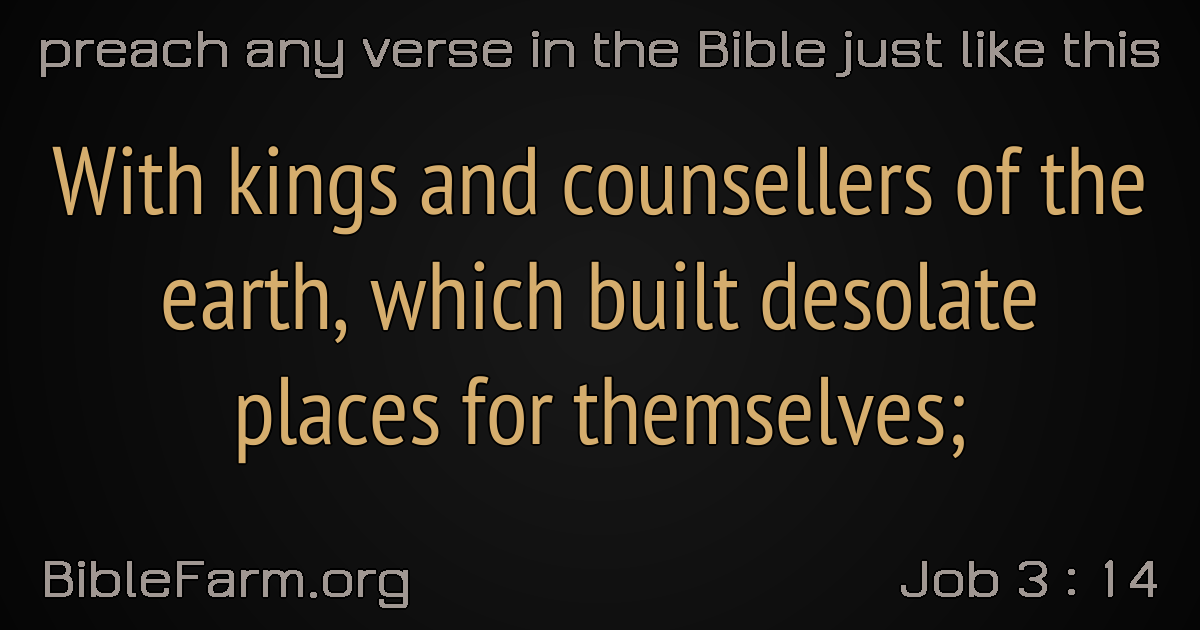 preach any verse in the Bible just like this
With kings and counsellers of the
earth, which built desolate
places for themselves;
BibleFarm.org
Job 3 : 14